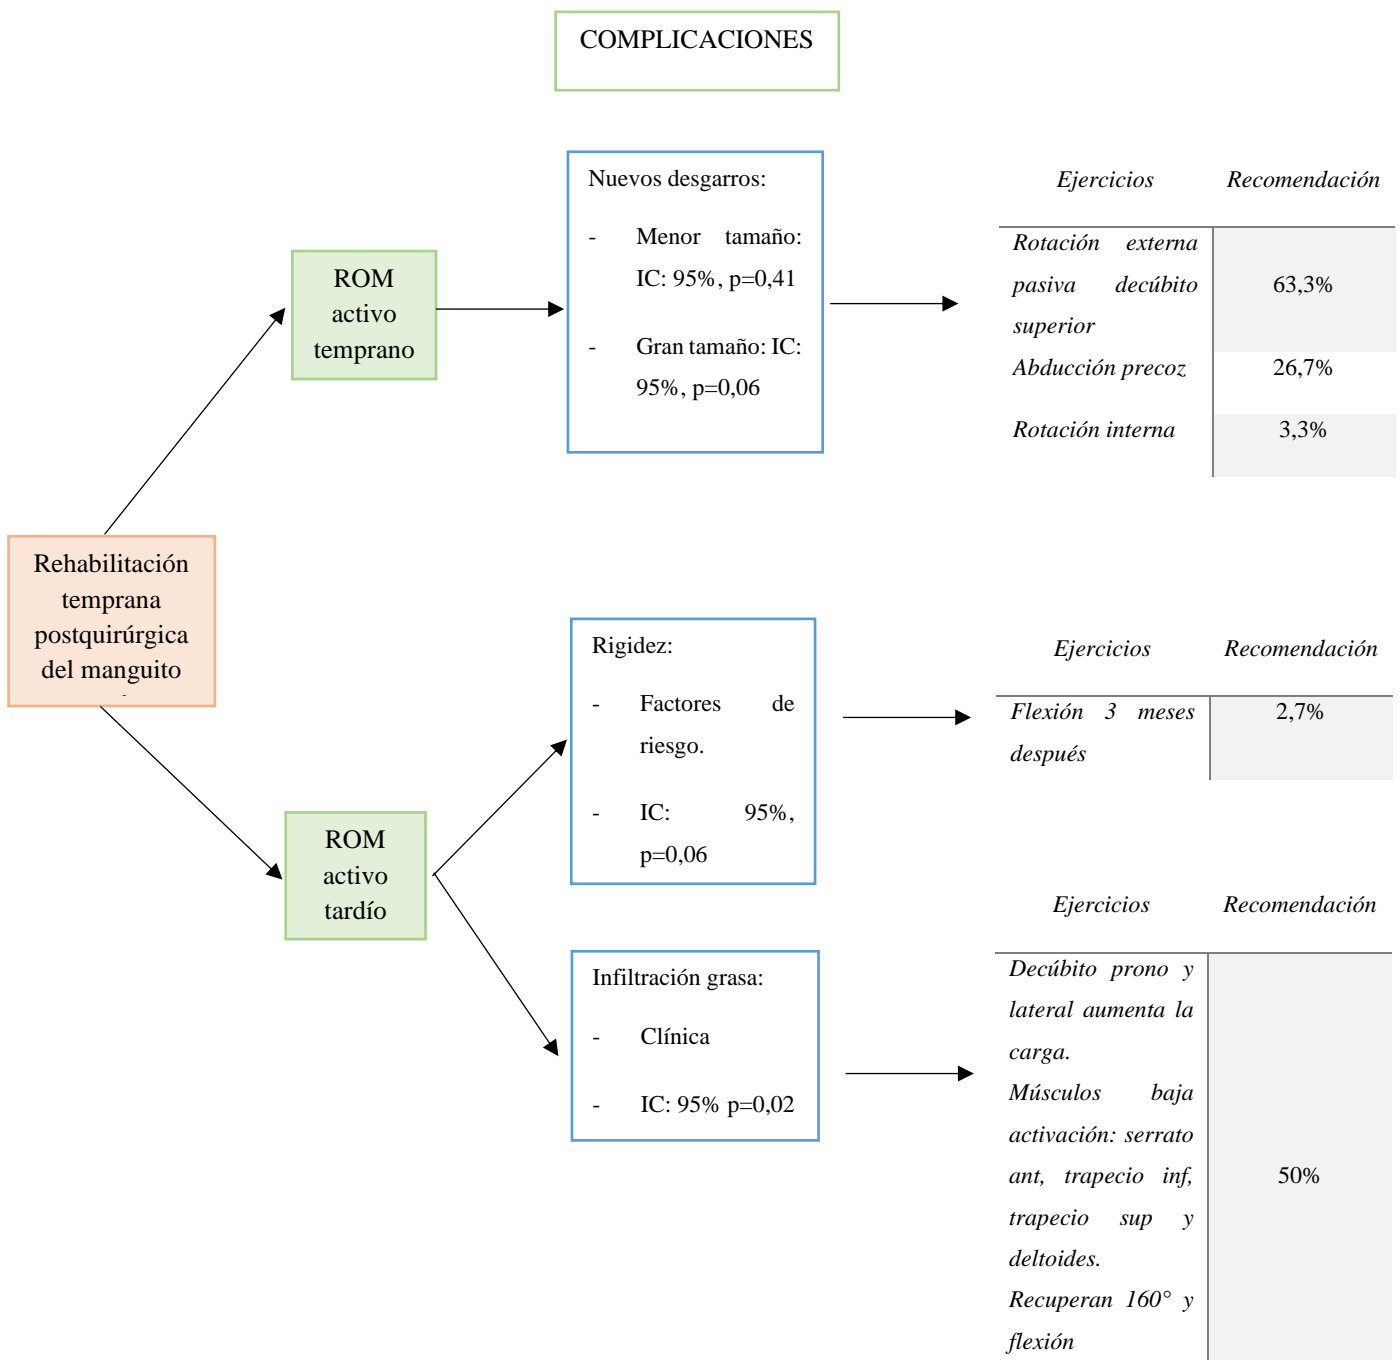 COMPLICACIONES
Nuevos desgarros:
- Menor tamaño:
IC: 95%, p=0,41
- Gran tamaño: IC:
95%, p=0,06
Ejercicios Recomendación
Rotación externa
pasiva decúbito
superior
63,3%
Abducción precoz 26,7%
Rotación interna 3,3%
ROM
activo
temprano
Rehabilitación
temprana
postquirúrgica
del manguito
Rigidez:
- Factores de
riesgo.
- IC: 95%,
p=0,06
Ejercicios Recomendación
Flexión 3 meses 2,7%
después
ROM
activo
tardío
Infiltración grasa:
- Clínica
- IC: 95% p=0,02
Ejercicios Recomendación
Decúbito prono y
lateral aumenta la
carga.
Músculos baja
activación: serrato
ant, trapecio inf,
trapecio sup y
deltoides.
Recuperan 160° y
flexión
50%